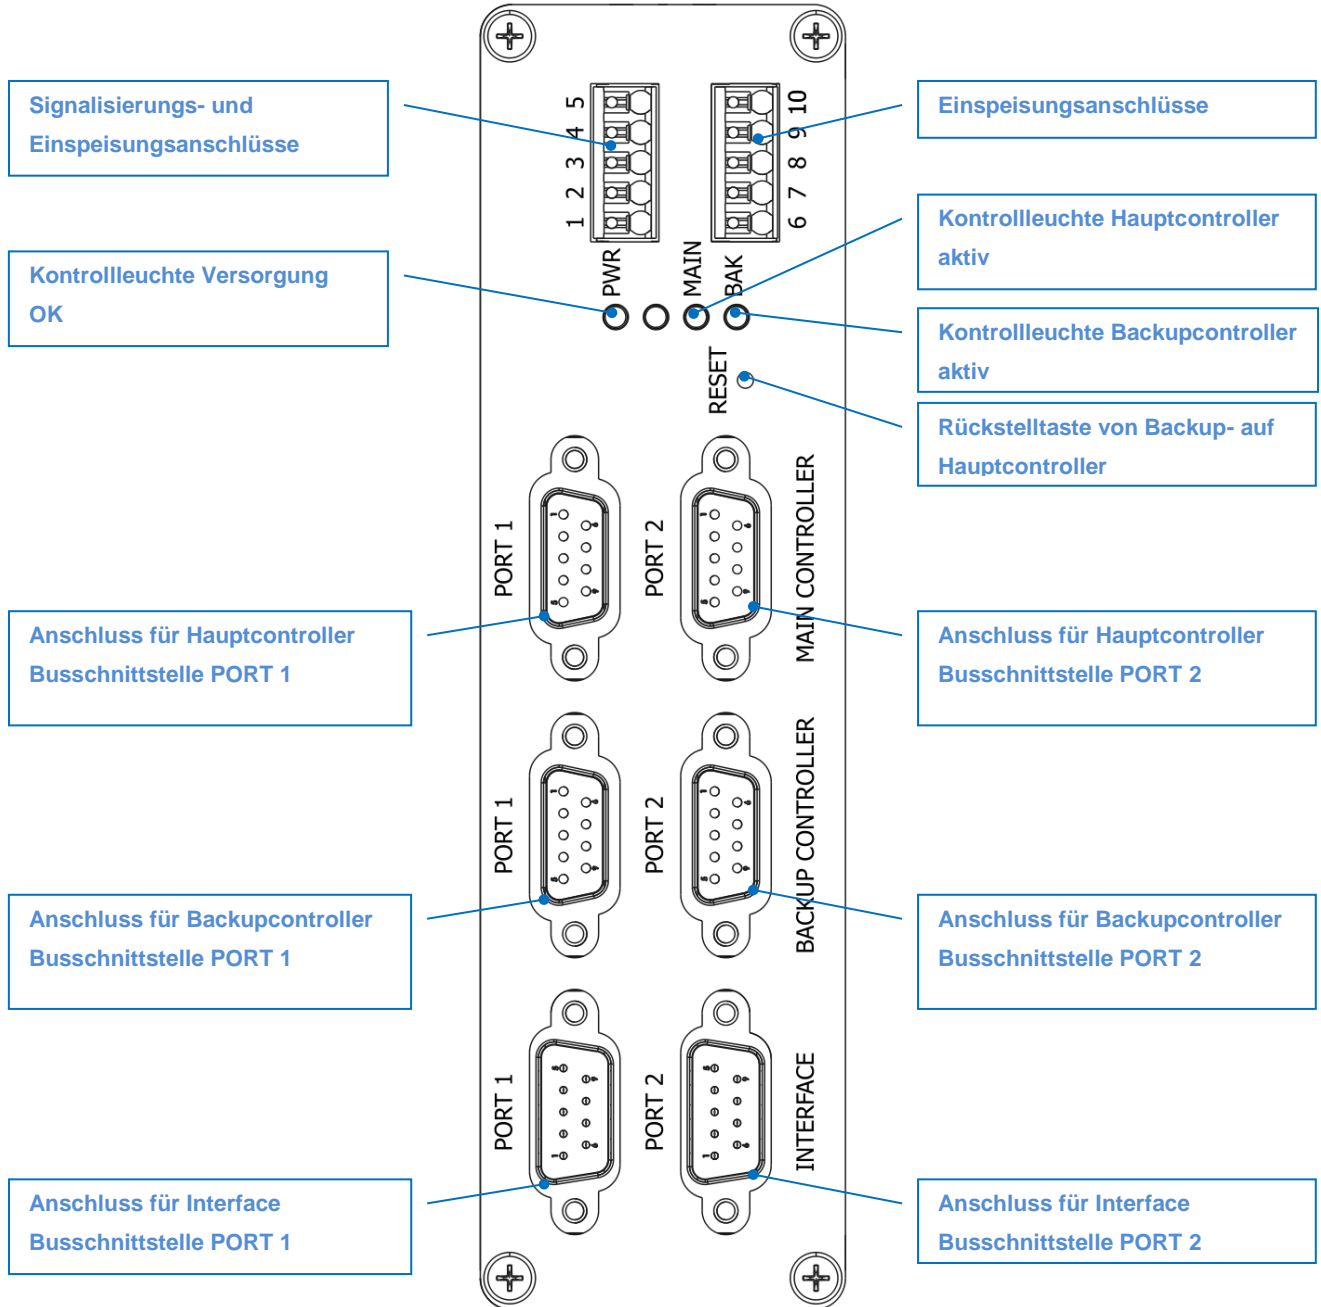 Signalisierungs- und
Einspeisungsanschlüsse
5
4
3
2
1
10
9
8
7
6
Einspeisungsanschlüsse
Kontrollleuchte Hauptcontroller
aktiv
Kontrollleuchte Versorgung
OK
PWR
MAIN
BAK
Kontrollleuchte Backupcontroller
aktiv
RESET
Rückstelltaste von Backup- auf
Hauptcontroller
PORT 1
PORT 2
MAIN CONTROLLER
Anschluss für Hauptcontroller
Busschnittstelle PORT 1
Anschluss für Hauptcontroller
Busschnittstelle PORT 2
PORT 1
PORT 2
BACKUP CONTROLLER
Anschluss für Backupcontroller
Busschnittstelle PORT 1
Anschluss für Backupcontroller
Busschnittstelle PORT 2
PORT 1
PORT 2
INTERFACE
Anschluss für Interface
Busschnittstelle PORT 1
Anschluss für Interface
Busschnittstelle PORT 2